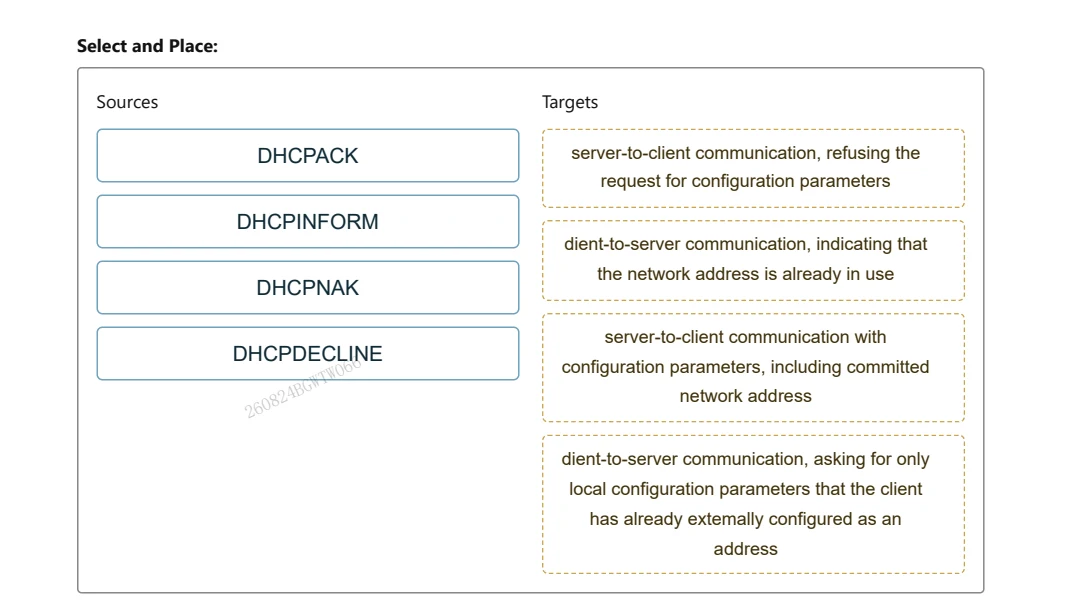 Select and Place:
Sources
Targets
DHCPACK
DHCPINFORM
DHCPNAK
DHCPDECLINE
server-to-client communication, refusing the
request for configuration parameters
dient-to-server communication, indicating that
the network address is already in use
server-to-client communication with
configuration parameters, including committed
network address
dient-to-server communication, asking for only
local configuration parameters that the client
has already extemally configured as an
address